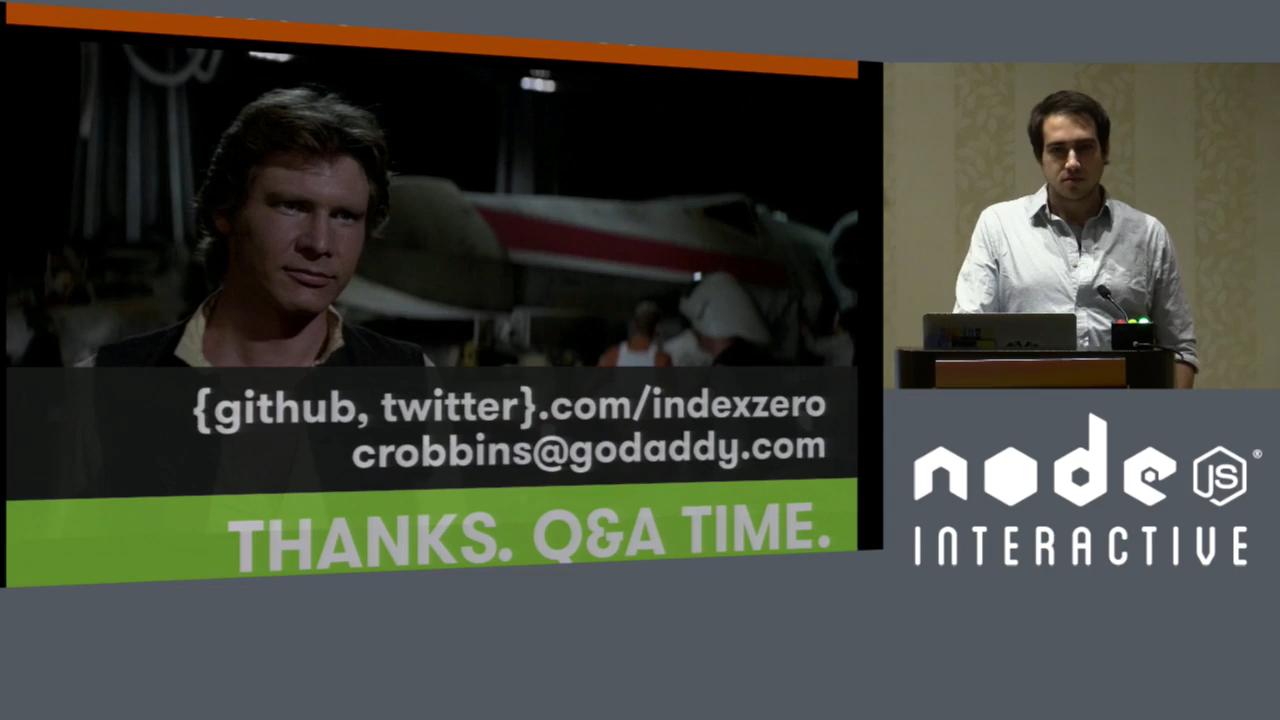 {github, twitter}.com/indexzero
crobbins@godaddy.com
THANKS. Q&A TIME.
node JS ®
INTERACTIVE